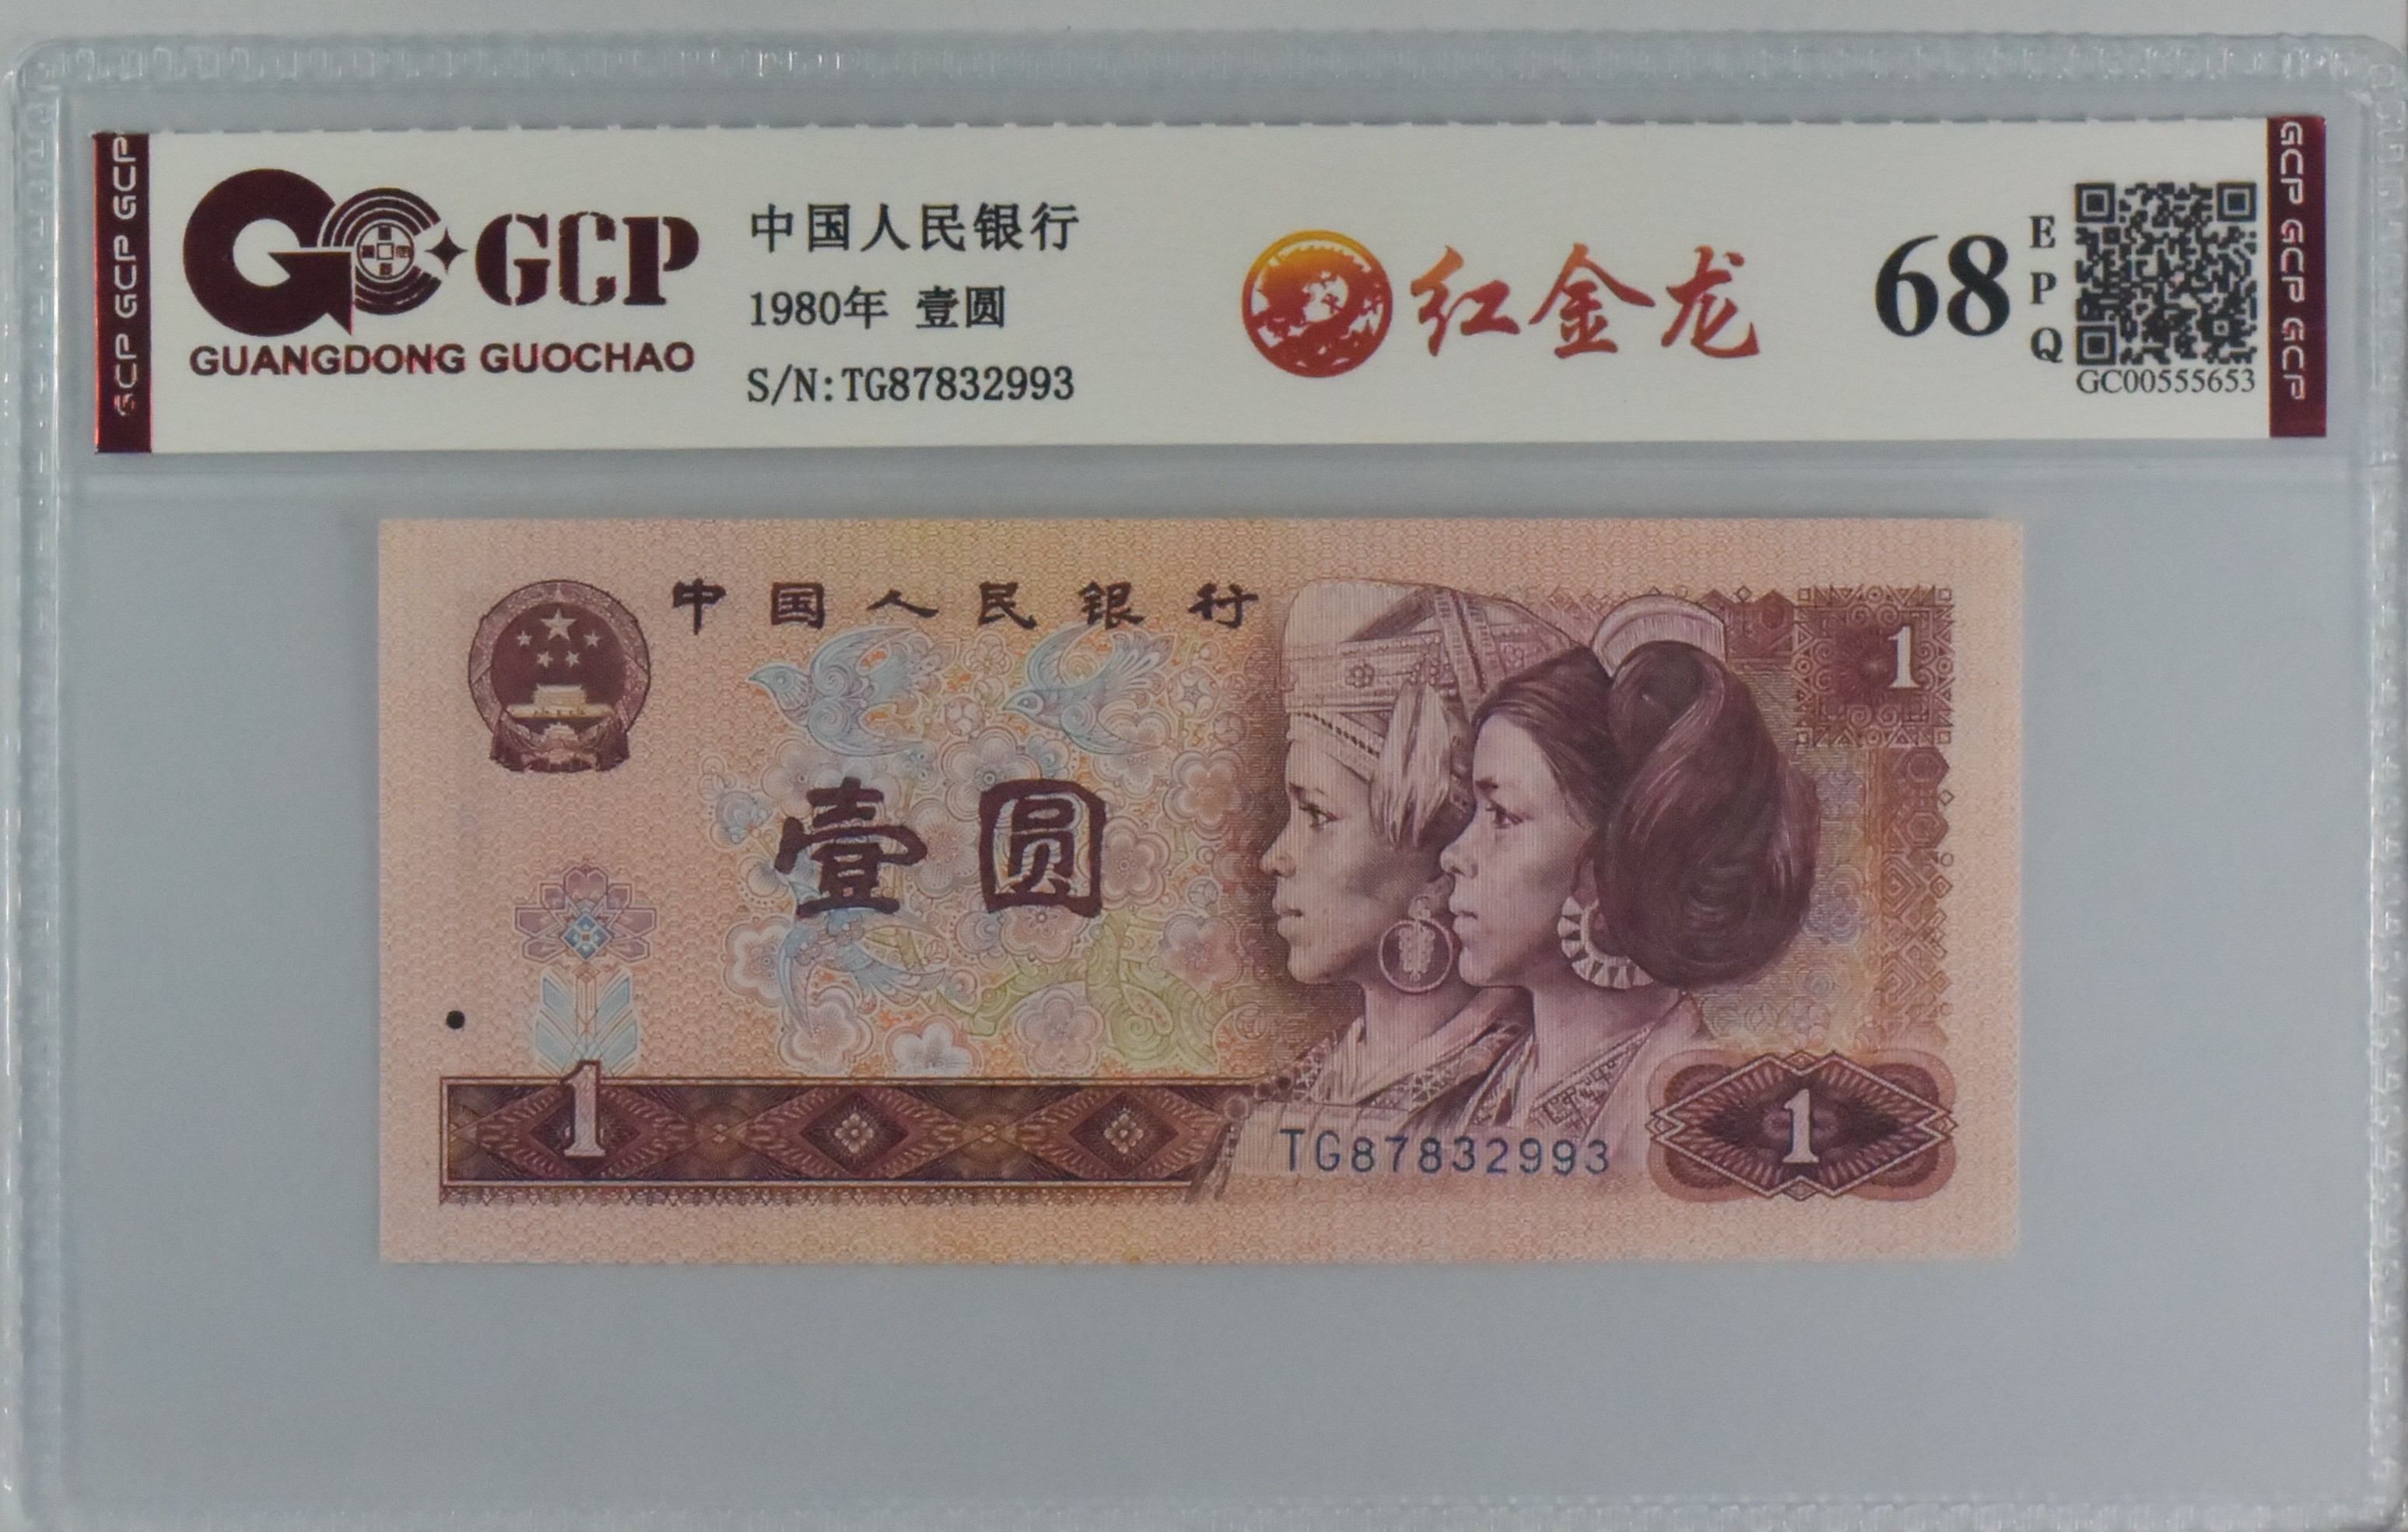 GCP GCP GCP
GCP
GUANGDONG GUOCHAO
中国人民银行
1980年 壹圆
S/N:TG87832993
红金龙
68
E
P
Q
GC00555653
GCP GCP GCP
中国人民银行
1
壹圆
1
TG87832993
1